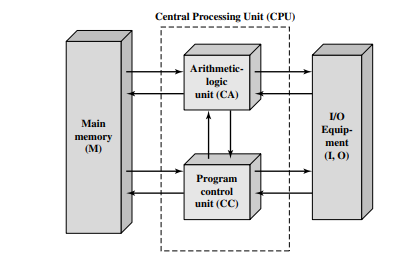 Central Processing Unit (CPU)
Main
memory
(M)
Arithmetic-
logic
unit (CA)
Program
control
unit (CC)
I/O
Equip-
ment
(I, O)